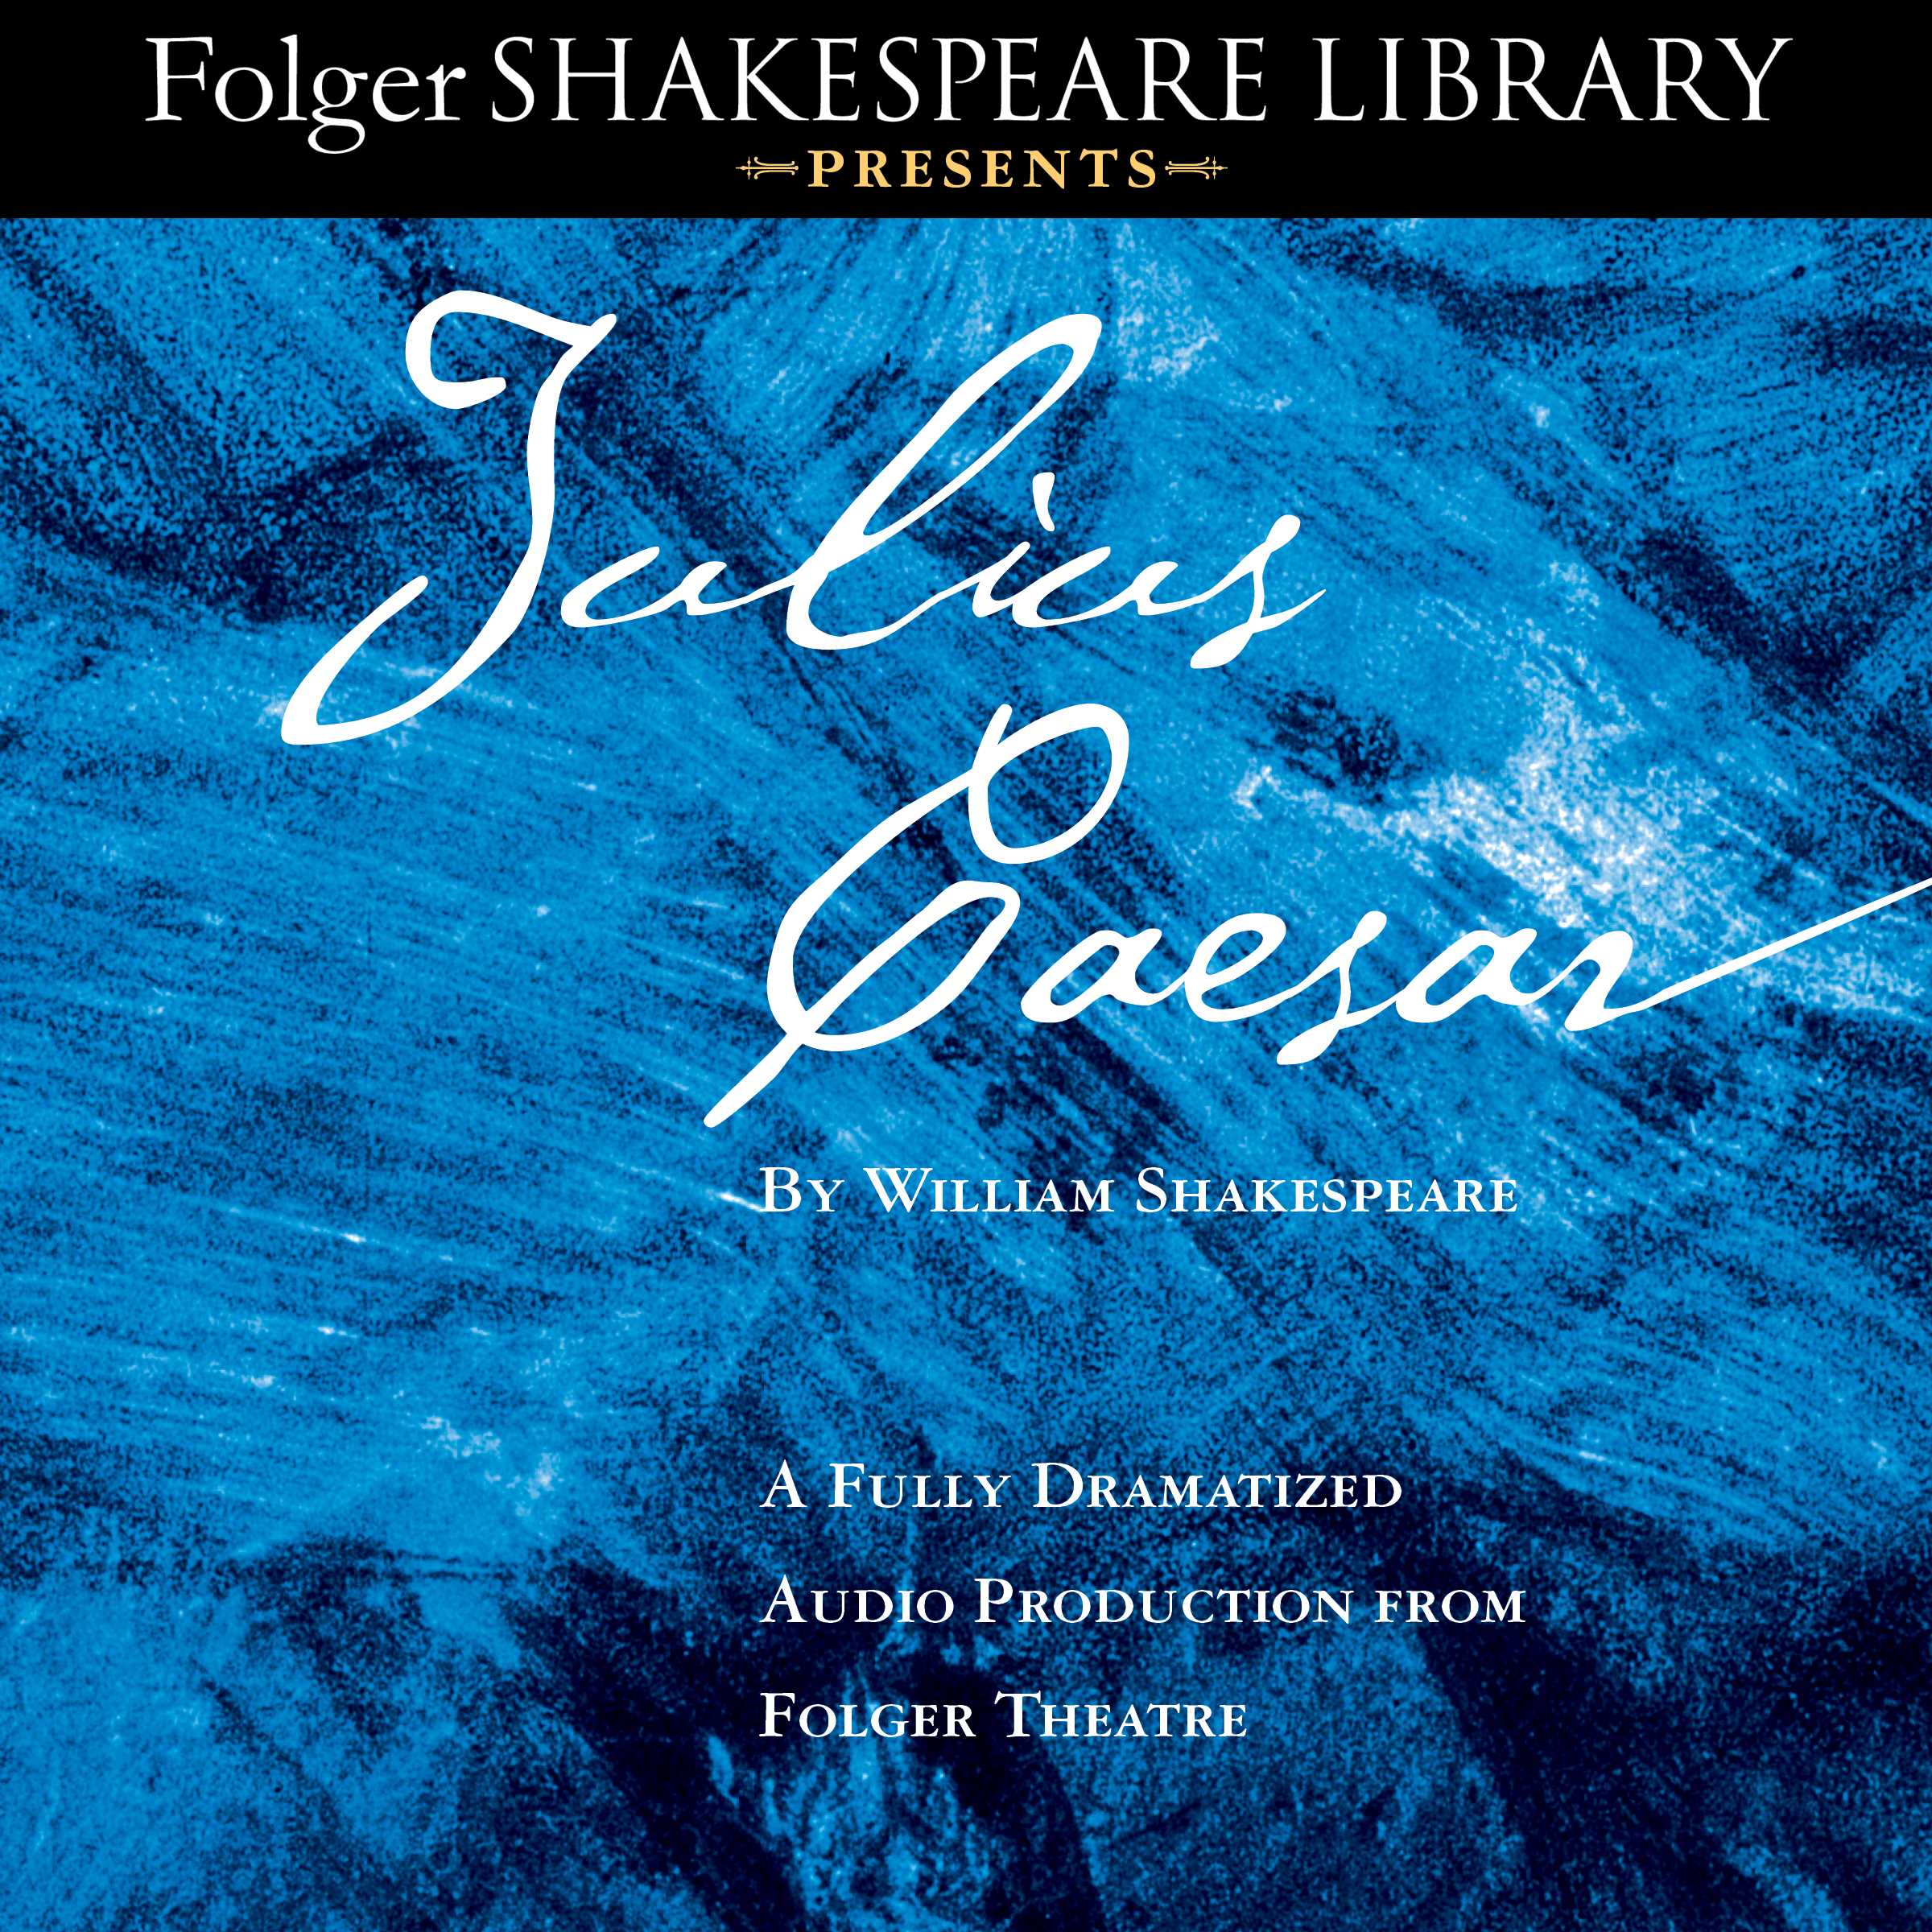 Folger SHAKESPEARE LIBRARY
PRESENTS
Julius
Caesar
By William Shakespeare
A Fully Dramatized
Audio Production from
Folger Theatre